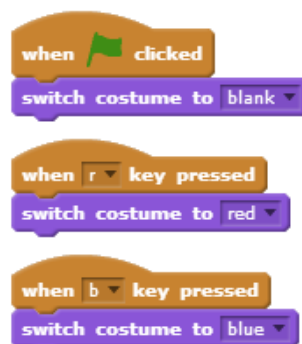 when clicked
switch costume to blank
when r key pressed
switch costume to red
when b key pressed
switch costume to blue